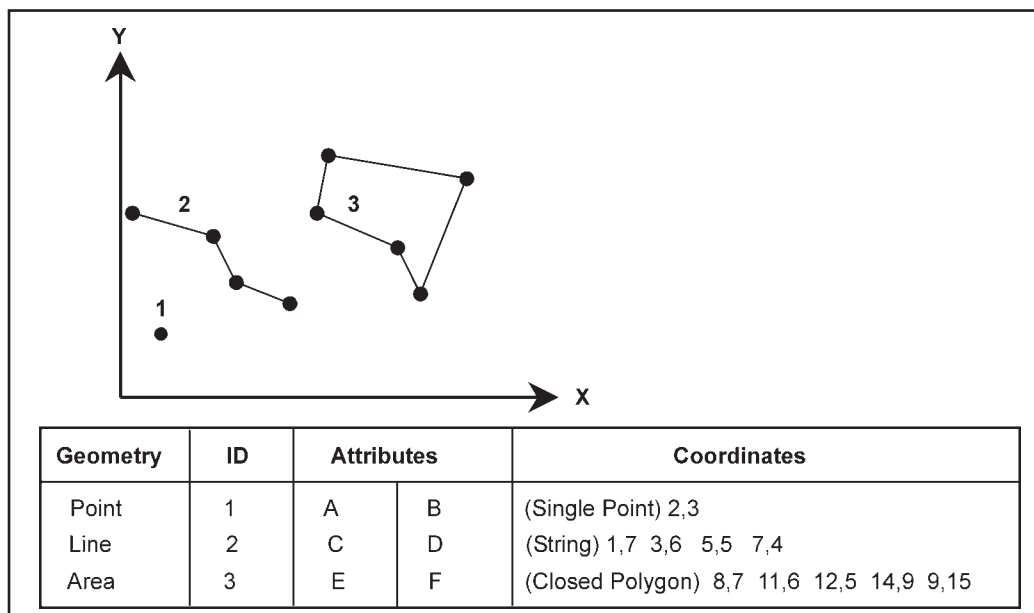 Y
2
3
1
X
Geometry ID Attributes Coordinates
Point 1 A B (Single Point) 2,3
Line 2 C D (String) 1,7 3,6 5,5 7,4
Area 3 E F (Closed Polygon) 8,7 11,6 12,5 14,9 9,15